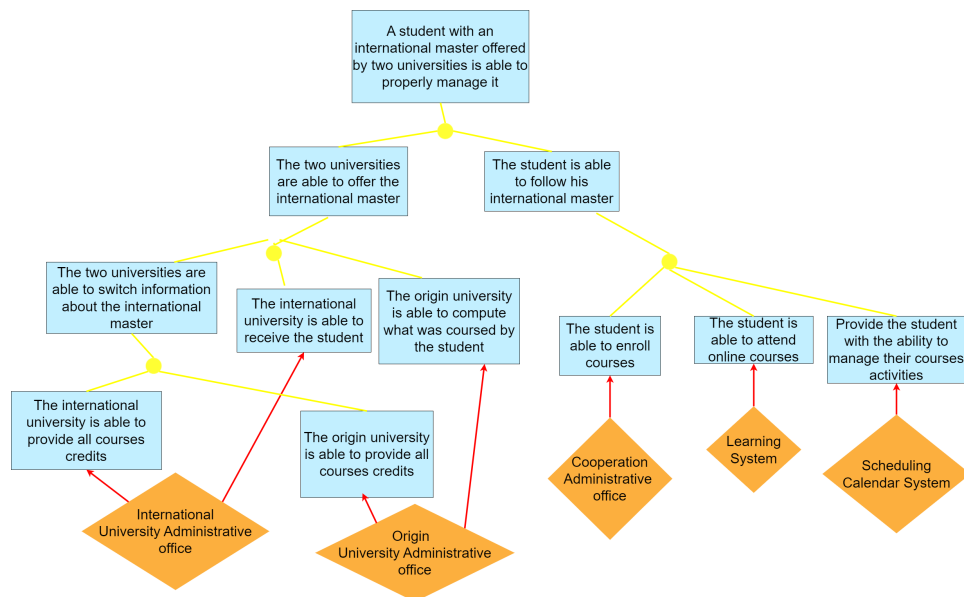 A student with an
international master offered
by two universities is able to
properly manage it
The two universities
are able to offer the
international master
The student is able
to follow his
international master
The two universities are
able to switch information
about the international
master
The international
university is able to
receive the student
The origin university
is able to compute
what was coursed by
the student
The student is
able to enroll
courses
The student is
able to attend
online courses
Provide the student
with the ability to
manage their courses
activities
The international
university is able to
provide all courses
credits
The origin university
is able to provide all
courses credits
Cooperation
Administrative
office
Learning
System
Scheduling
Calendar System
International
University Administrative
office
Origin
University Administrative
office